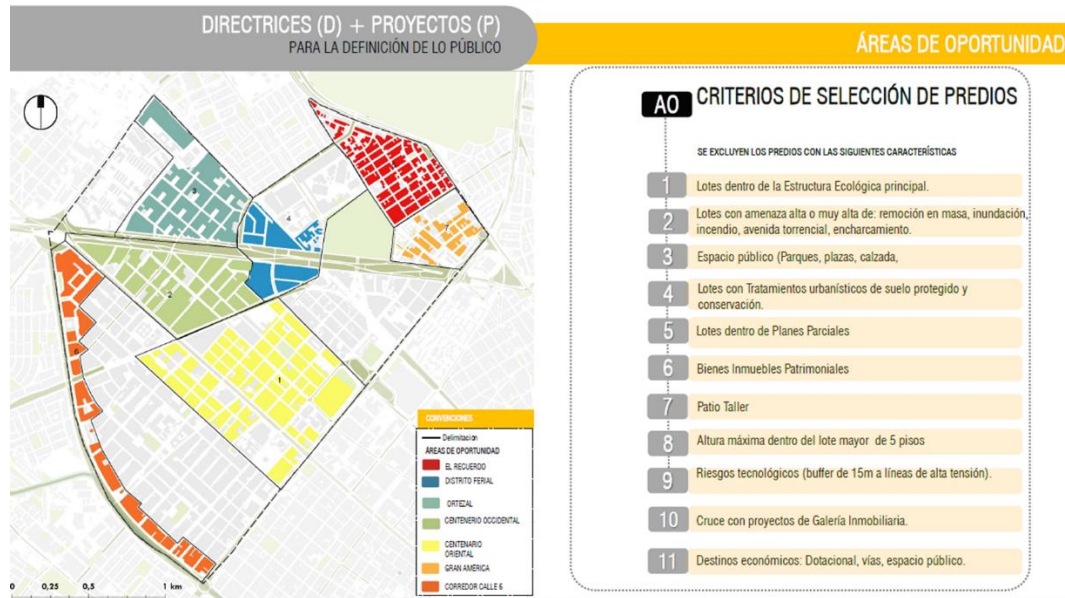 DIRECTRICES (D) + PROYECTOS (P)
PARA LA DEFINICIÓN DE LO PÚBLICO
ÁREAS DE OPORTUNIDAD
3
4
7
2
1
6
CONVENCIONES
Delimitación
ÁREAS DE OPORTUNIDAD
EL RECUERDO
DISTRITO FERIAL
ORTEZAL
CENTENERIO OCCIDENTAL
CENTENARIO
ORIENTAL
GRAN AMÉRICA
CORREDOR CALLE 6
0 0,25 0,5 1 km
AO CRITERIOS DE SELECCIÓN DE PREDIOS
SE EXCLUYEN LOS PREDIOS CON LAS SIGUIENTES CARACTERÍSTICAS
1 Lotes dentro de la Estructura Ecológica principal.
2 Lotes con amenaza alta o muy alta de: remoción en masa, inundación,
incendio, avenida torrencial, encharcamiento.
3 Espacio público (Parques, plazas, calzada,
4 Lotes con Tratamientos urbanísticos de suelo protegido y
conservación.
5 Lotes dentro de Planes Parciales
6 Bienes Inmuebles Patrimoniales
7 Patio Taller
8 Altura máxima dentro del lote mayor de 5 pisos
9 Riesgos tecnológicos (buffer de 15m a líneas de alta tensión).
10 Cruce con proyectos de Galería Inmobiliaria.
11 Destinos económicos: Dotacional, vías, espacio público.